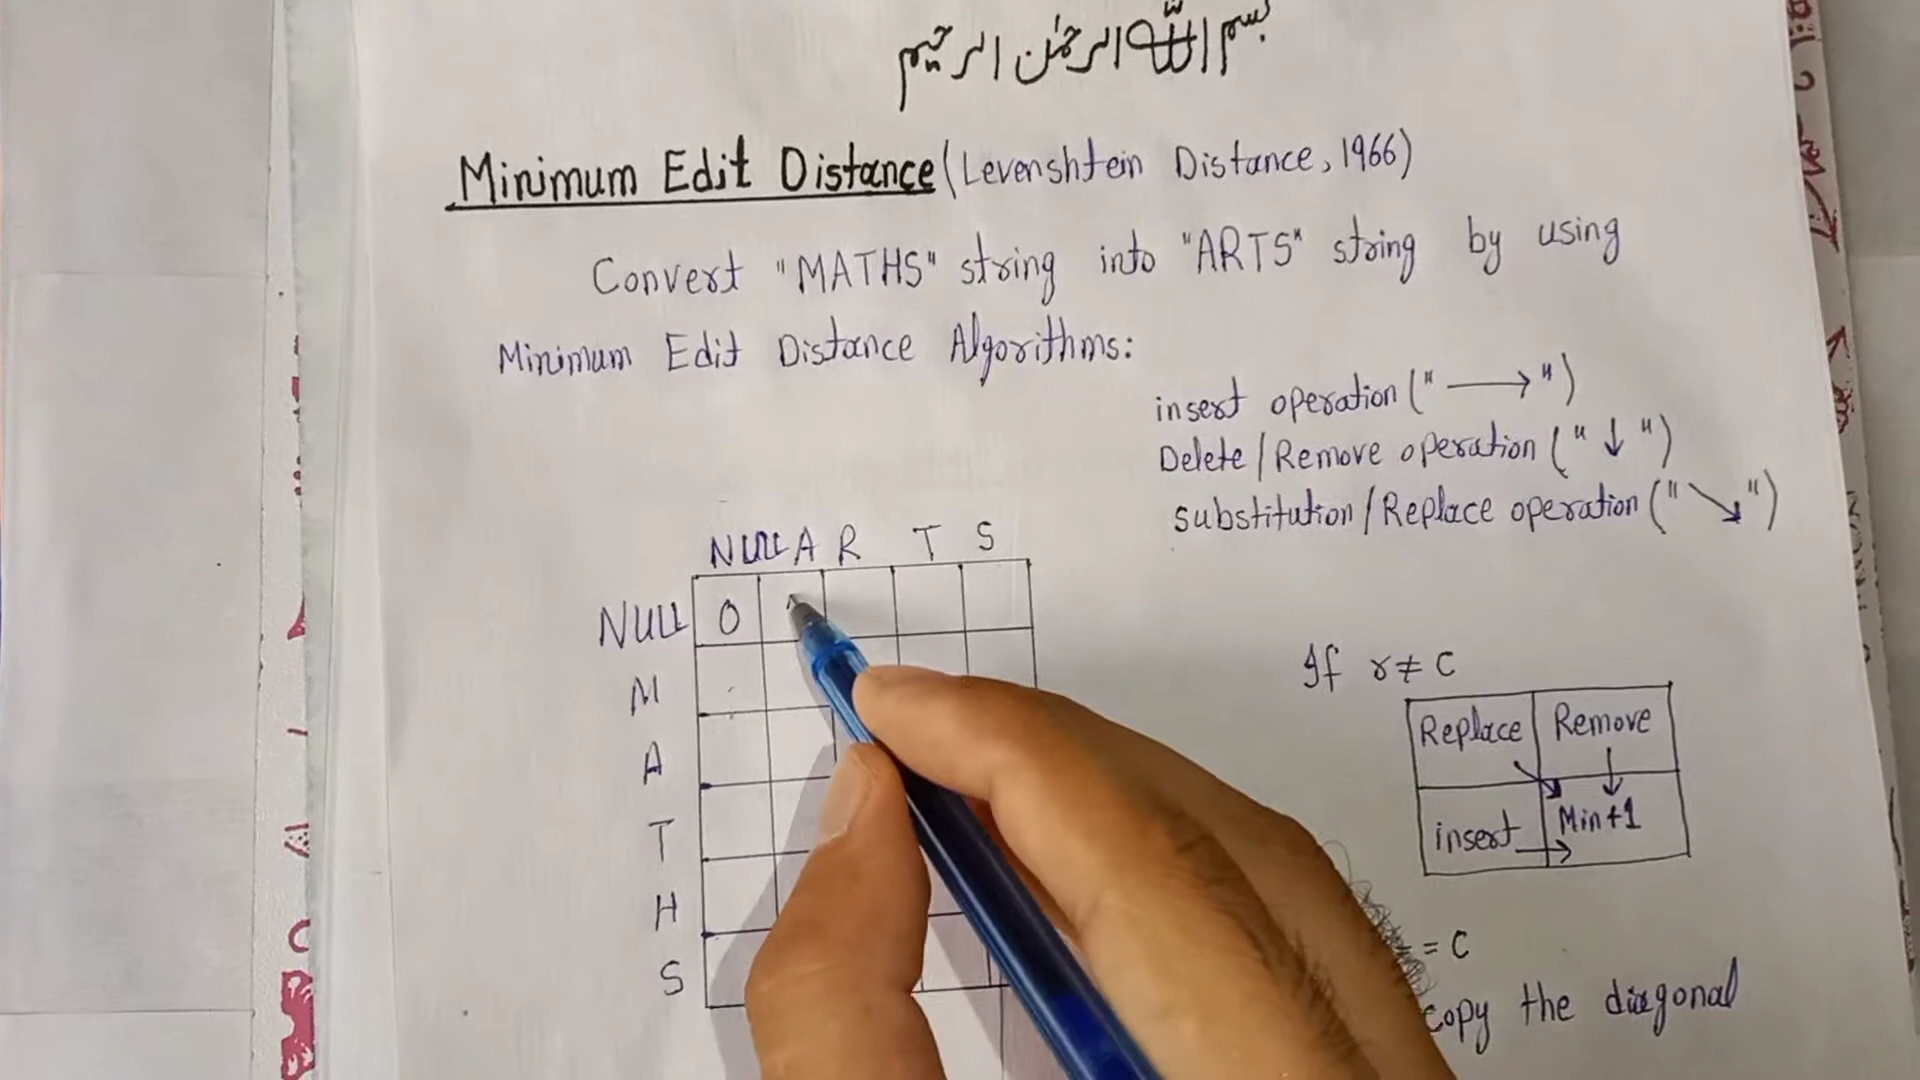 بسم الله الرحمٰن الرحیم
Minimum Edit Distance (Levenshtein Distance, 1966)
Convert "MATHS" string into "ARTS" string by using
Minimum Edit Distance Algorithms:
insert operation ("→")
Delete/Remove operation ("↓")
substitution/Replace operation ("↘")
NULL A R T S
NULL 0
M
A
T
H
S
If r≠c
Replace Remove
insert Min+1
= c
copy the diagonal